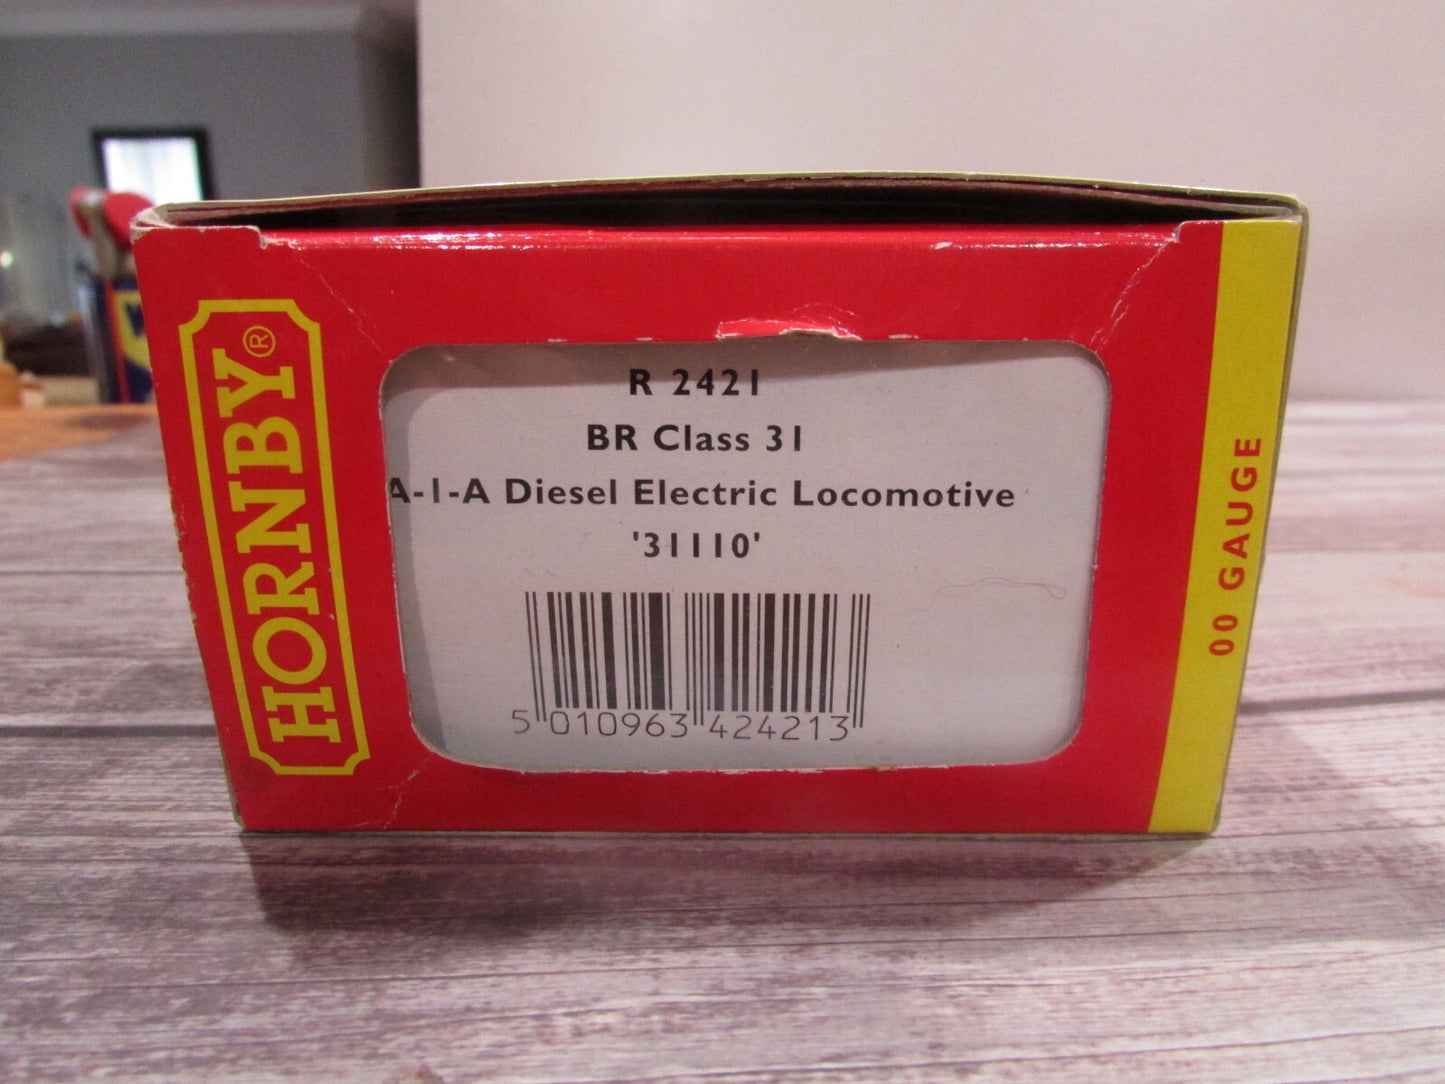 HORNBY®
R 2421
BR Class 31
A-1-A Diesel Electric Locomotive
'31110'
5 010963 424213
00 GAUGE